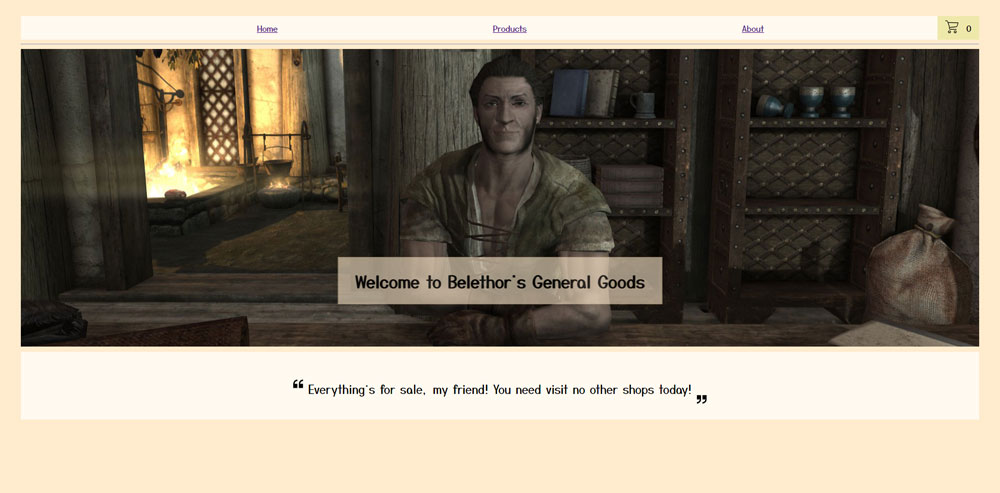 Home
Products
About
0
Welcome to Belethor's General Goods
❝ Everything's for sale, my friend! You need visit no other shops today! ❞